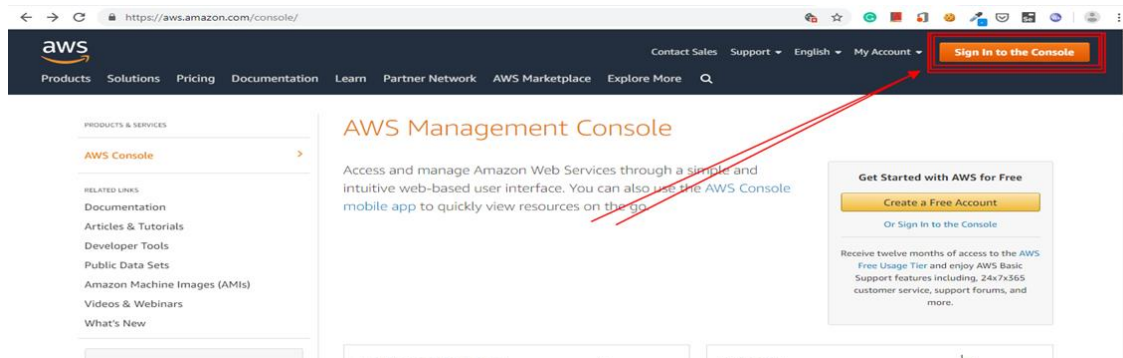 https://aws.amazon.com/console/
aws
Contact Sales Support English My Account Sign In to the Console
Products Solutions Pricing Documentation Learn Partner Network AWS Marketplace Explore More
PRODUCTS & SERVICES
AWS Console
RELATED LINKS
Documentation
Articles & Tutorials
Developer Tools
Public Data Sets
Amazon Machine Images (AMIs)
Videos & Webinars
What's New
AWS Management Console
Access and manage Amazon Web Services through a simple and
intuitive web-based user interface. You can also use the AWS Console
mobile app to quickly view resources on the go.
Get Started with AWS for Free
Create a Free Account
Or Sign In to the Console
Receive twelve months of access to the AWS
Free Usage Tier and enjoy AWS Basic
Support features including, 24x7x365
customer service, support forums, and
more.